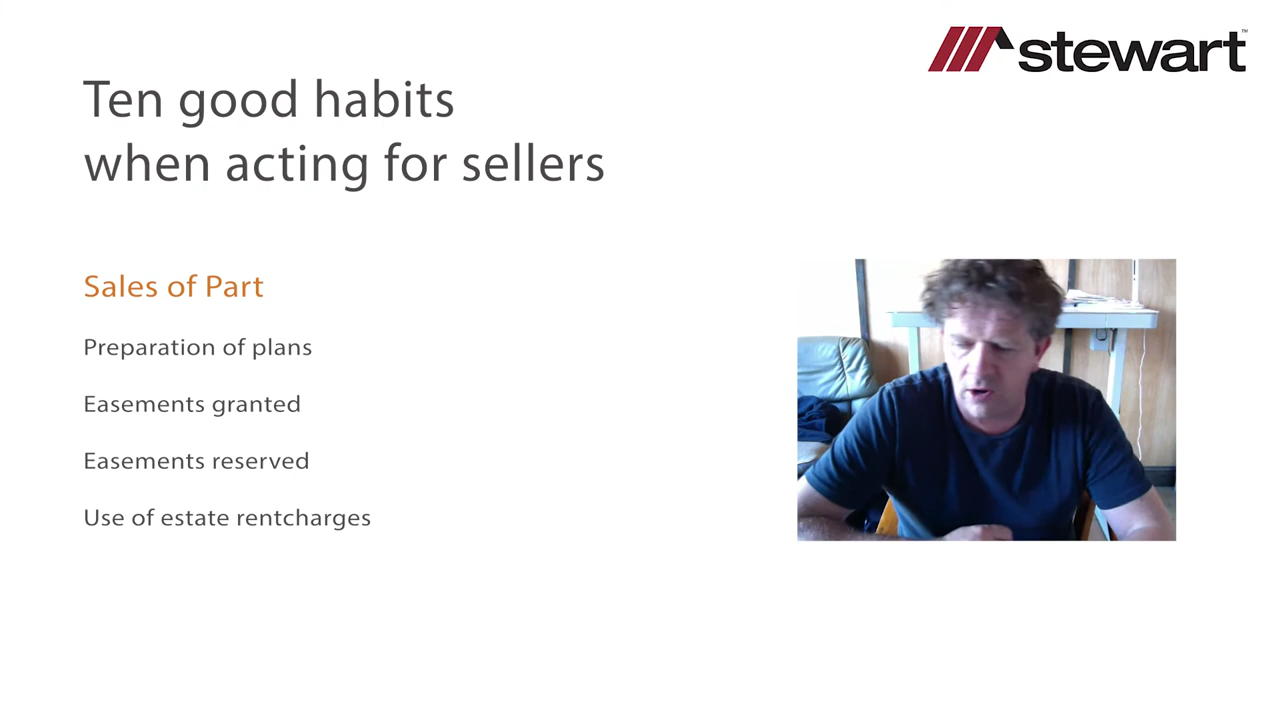 stewart™
Ten good habits
when acting for sellers
Sales of Part
Preparation of plans
Easements granted
Easements reserved
Use of estate rentcharges